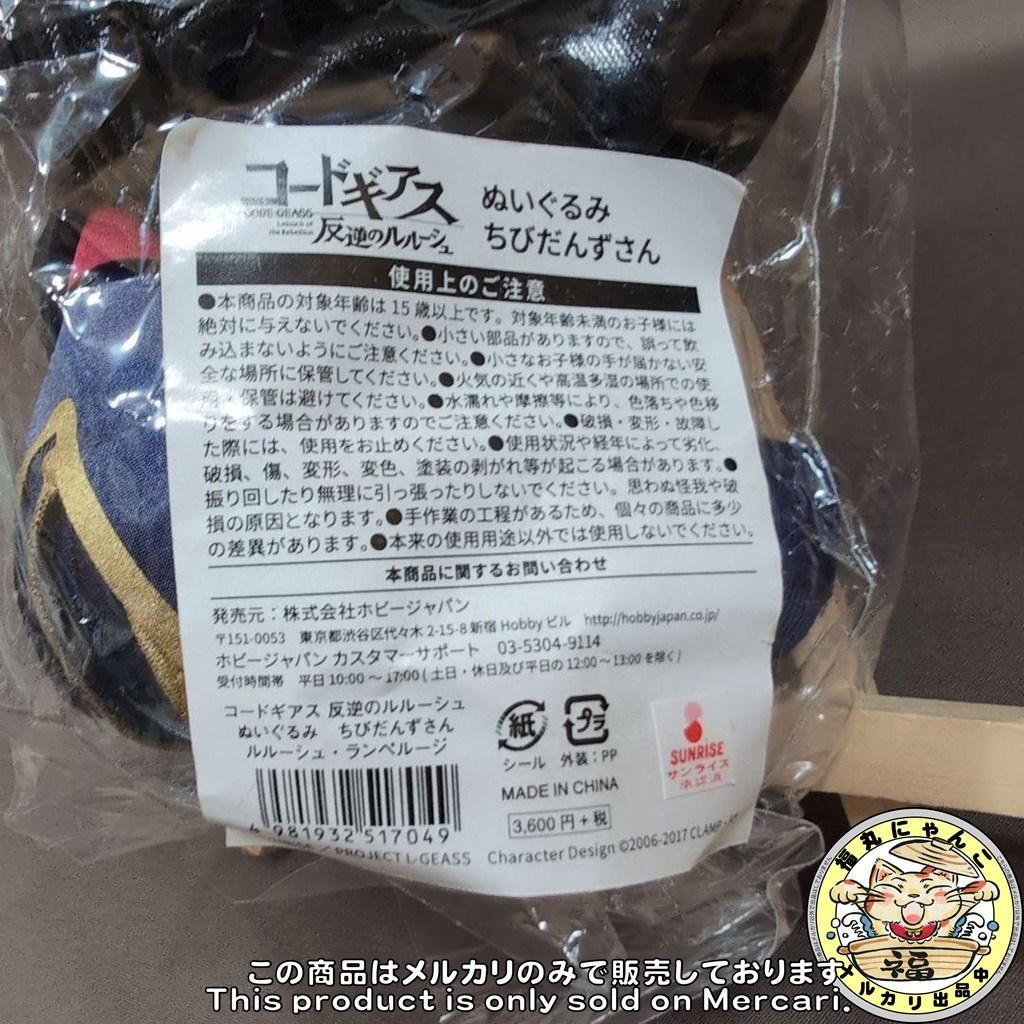 コードギアス
CODE GEASS
Lelouch of
the Rebellion
反逆のルルーシュ
ぬいぐるみ
ちびだんずさん
使用上のご注意
●本商品の対象年齢は15歳以上です。対象年齢未満のお子様には
絶対に与えないでください。●小さい部品がありますので、誤って飲
み込まないようにご注意ください。●小さなお子様の手が届かない安
全な場所に保管してください。●火気の近くや高温多湿の場所での使
用・保管は避けてください。●水濡れや摩擦等により、色落ちや色移
りをする場合がありますのでご注意ください。●破損・変形・故障し
た際には、使用をお止めください。●使用状況や経年によって劣化、
破損、傷、変形、変色、塗装の剥がれ等が起こる場合があります。●
振り回したり無理に引っ張ったりしないでください。思わぬ怪我や破
損の原因となります。●手作業の工程があるため、個々の商品に多少
の差異があります。●本来の使用用途以外では使用しないでください。
本商品に関するお問い合わせ
発売元：株式会社ホビージャパン
〒151-0053 東京都渋谷区代々木2-15-8新宿Hobbyビル http://hobbyjapan.co.jp/
ホビージャパン カスタマーサポート 03-5304-9114
受付時間帯 平日10:00～17:00(土日・休日及び平日の12:00～13:00を除く)
コードギアス 反逆のルルーシュ
ぬいぐるみ ちびだんずさん
ルルーシュ・ランペルージ
4 981932 517049
紙
シール
プラ
外装：PP
MADE IN CHINA
3,600円+税
SUNRISE
サンライズ
承認済
/ PROJECT L-GEASS Character Design ©2006-2017 CLAMP・ST
福丸にゃんこ
福
メルカリ出品中
この商品はメルカリのみで販売しております。
This product is only sold on Mercari.